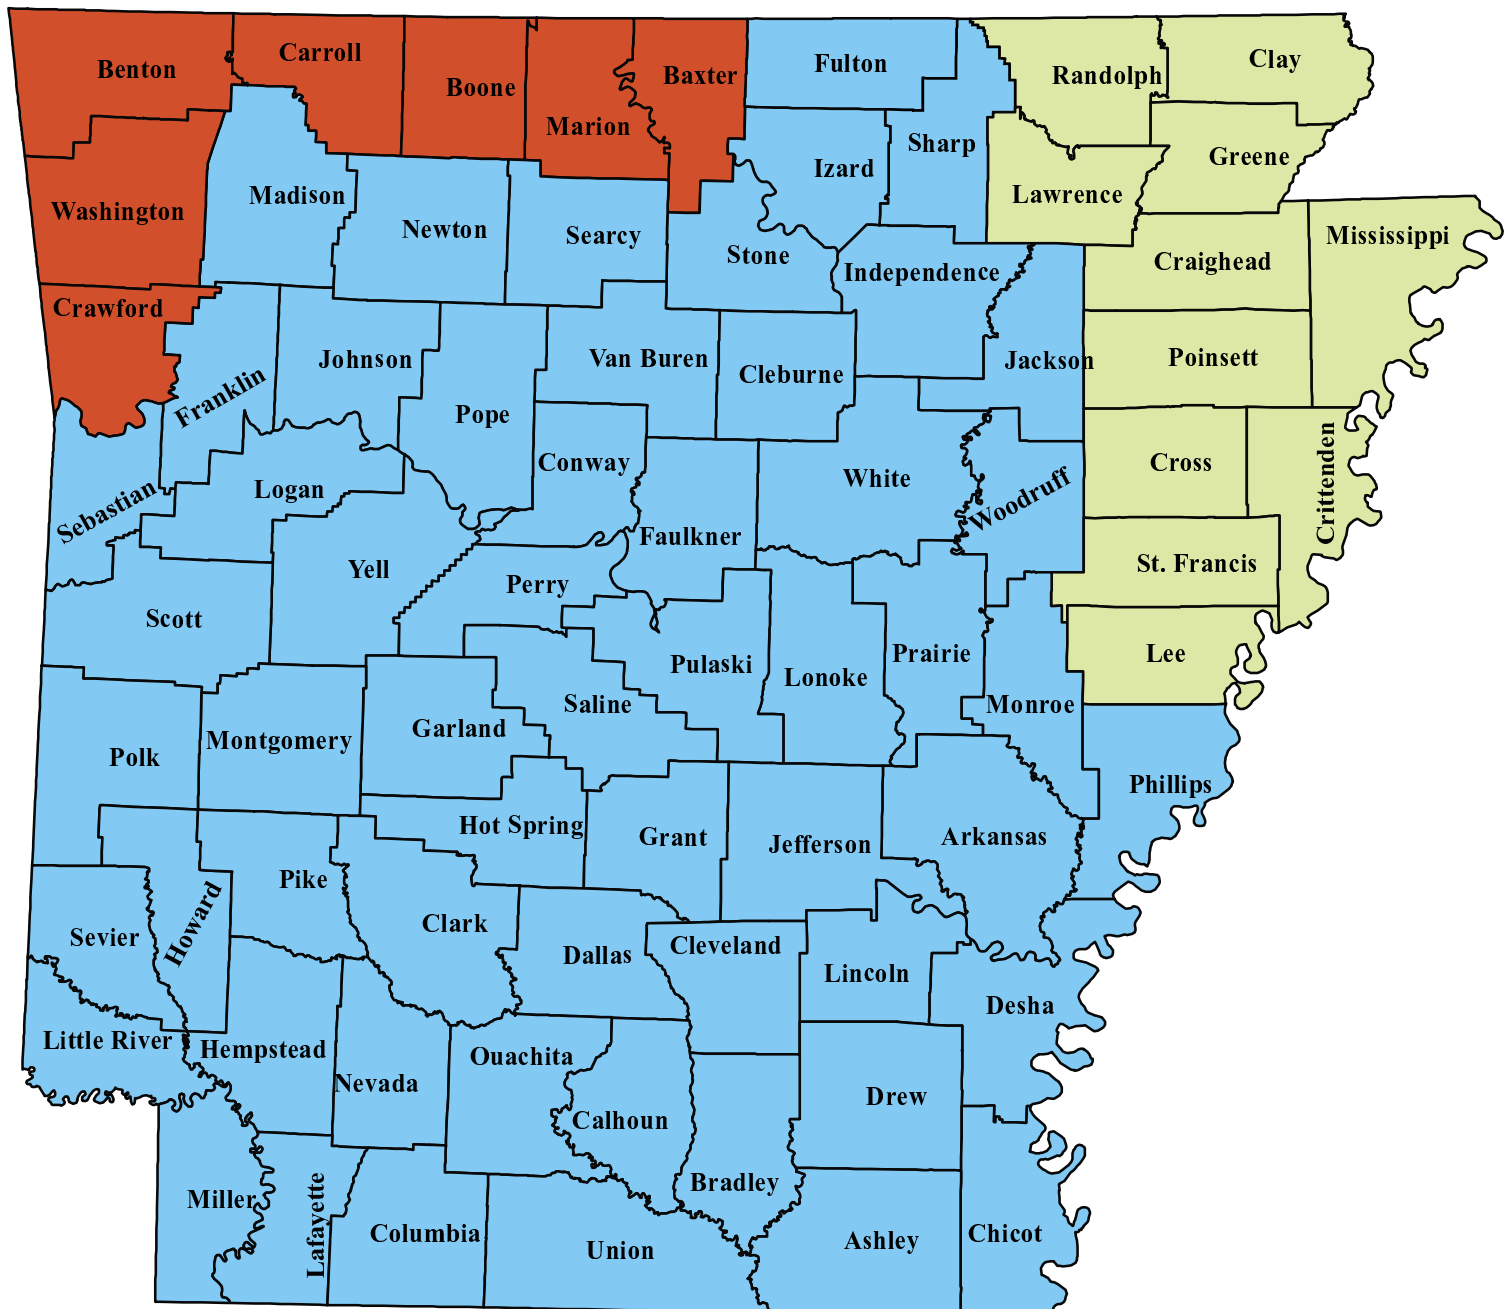 Benton
Carroll
Boone
Marion
Baxter
Fulton
Randolph
Clay
Sharp
Izard
Greene
Lawrence
Washington
Madison
Newton
Searcy
Stone
Independence
Craighead
Mississippi
Crawford
Franklin
Johnson
Pope
Van Buren
Cleburne
Jackson
Poinsett
Sebastian
Logan
Conway
Faulkner
White
Woodruff
Cross
Crittenden
St. Francis
Scott
Yell
Perry
Pulaski
Lonoke
Prairie
Monroe
Lee
Polk
Montgomery
Garland
Saline
Phillips
Hot Spring
Grant
Jefferson
Arkansas
Sevier
Howard
Pike
Clark
Dallas
Cleveland
Lincoln
Desha
Little River
Hempstead
Nevada
Ouachita
Calhoun
Drew
Bradley
Miller
Lafayette
Columbia
Union
Ashley
Chicot